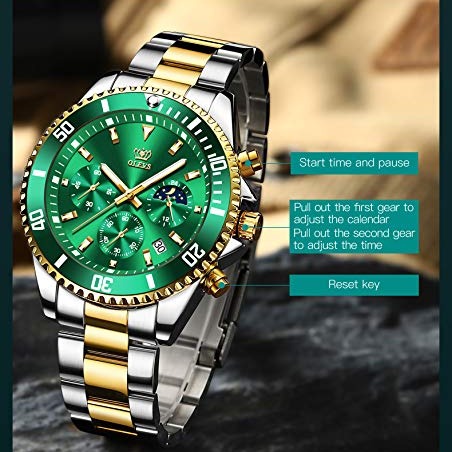 Start time and pause
Pull out the first gear to
adjust the calendar
Pull out the second gear
to adjust the time
Reset key
OLEVS
50
40
30
20
10